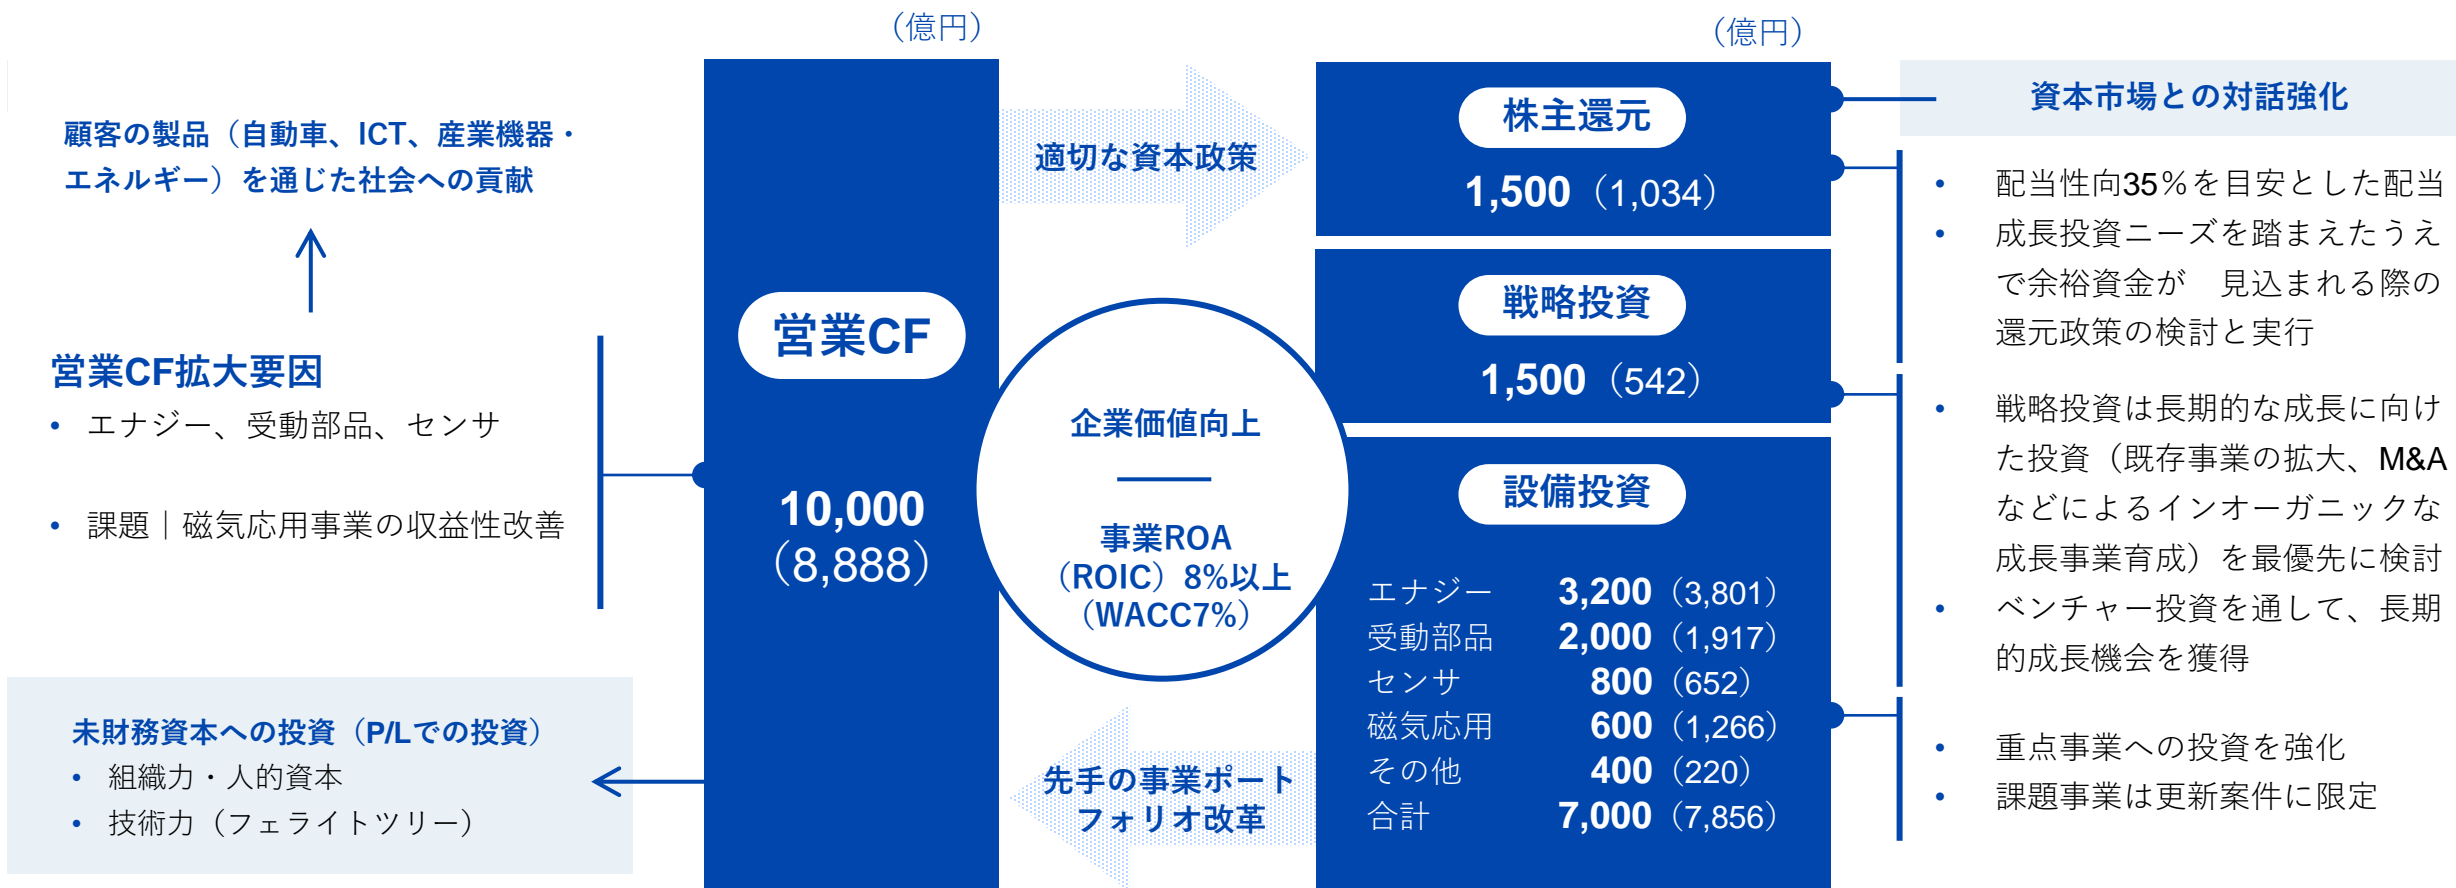 (億円)
(億円)
顧客の製品（自動車、ICT、産業機器・
エネルギー）を通じた社会への貢献
営業CF拡大要因
• エナジー、受動部品、センサ
• 課題｜磁気応用事業の収益性改善
未財務資本への投資（P/Lでの投資）
• 組織力・人的資本
• 技術力（フェライトツリー）
営業CF
10,000
（8,888）
適切な資本政策
企業価値向上
事業ROA
（ROIC）8%以上
（WACC7%）
先手の事業ポート
フォリオ改革
株主還元
1,500（1,034）
戦略投資
1,500（542）
設備投資
エナジー 3,200（3,801）
受動部品 2,000（1,917）
センサ 800（652）
磁気応用 600（1,266）
その他 400（220）
合計 7,000（7,856）
資本市場との対話強化
• 配当性向35％を目安とした配当
• 成長投資ニーズを踏まえたうえ
で余裕資金が　見込まれる際の
還元政策の検討と実行
• 戦略投資は長期的な成長に向け
た投資（既存事業の拡大、M&A
などによるインオーガニックな
成長事業育成）を最優先に検討
• ベンチャー投資を通して、長期
的成長機会を獲得
• 重点事業への投資を強化
• 課題事業は更新案件に限定